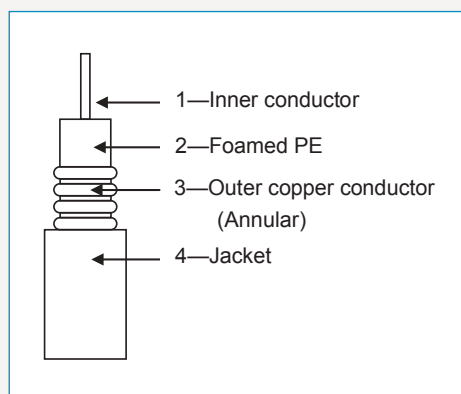 1—Inner conductor
2—Foamed PE
3—Outer copper conductor
(Annular)
4—Jacket